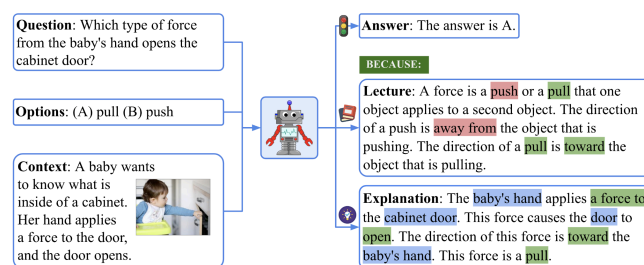 Question: Which type of force
from the baby's hand opens the
cabinet door?
Options: (A) pull (B) push
Context: A baby wants
to know what is
inside of a cabinet.
Her hand applies
a force to the door,
and the door opens.
Answer: The answer is A.
BECAUSE:
Lecture: A force is a push or a pull that one
object applies to a second object. The direction
of a push is away from the object that is
pushing. The direction of a pull is toward the
object that is pulling.
Explanation: The baby's hand applies a force to
the cabinet door. This force causes the door to
open. The direction of this force is toward the
baby's hand. This force is a pull.